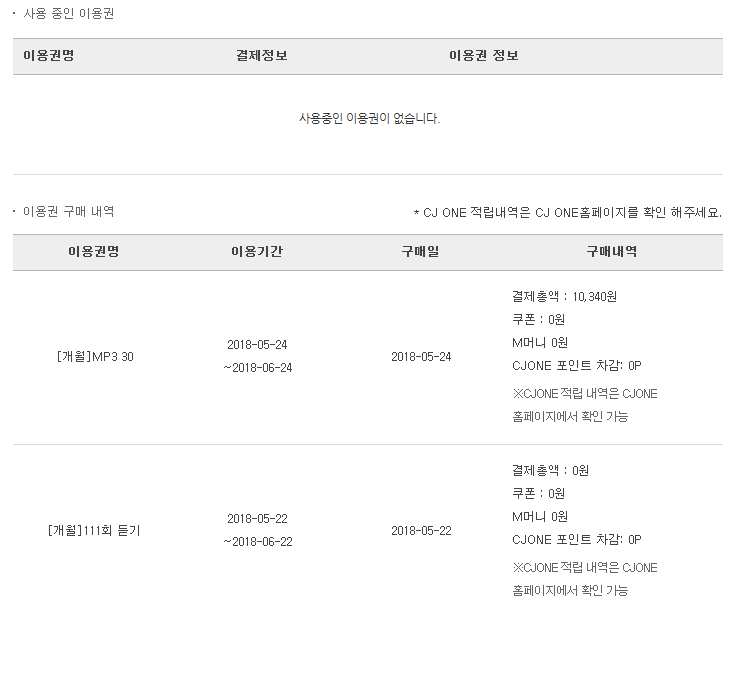 · 사용 중인 이용권
이용권명 결제정보 이용권 정보
사용중인 이용권이 없습니다.
· 이용권 구매 내역 * CJ ONE 적립내역은 CJ ONE홈페이지를 확인 해주세요.
이용권명 이용기간 구매일 구매내역
[개월]MP3 30
2018-05-24
~2018-06-24
2018-05-24
결제총액 : 10,340원
쿠폰 : 0원
M머니 0원
CJONE 포인트 차감: 0P
※CJONE 적립 내역은 CJONE
홈페이지에서 확인 가능
[개월]111회 듣기
2018-05-22
~2018-06-22
2018-05-22
결제총액 : 0원
쿠폰 : 0원
M머니 0원
CJONE 포인트 차감: 0P
※CJONE 적립 내역은 CJONE
홈페이지에서 확인 가능